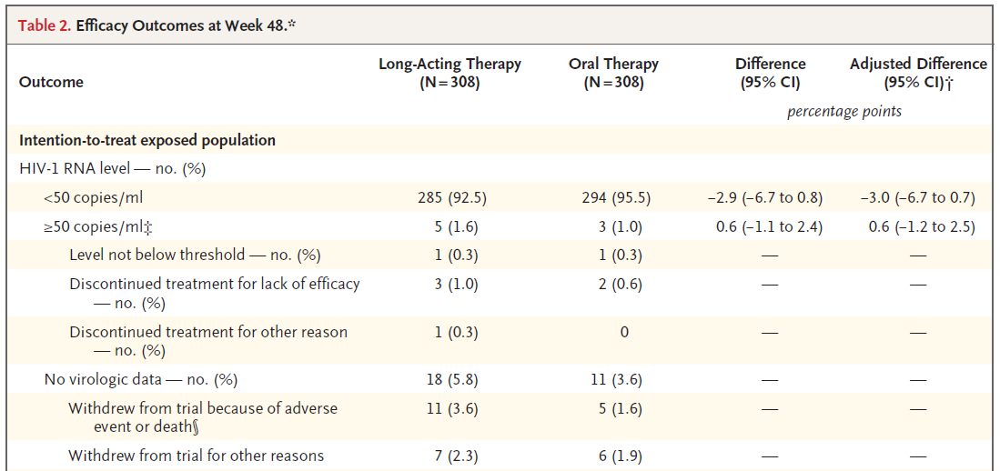 Table 2. Efficacy Outcomes at Week 48.*
Outcome Long-Acting Therapy (N=308) Oral Therapy (N=308) Difference (95% CI) Adjusted Difference (95% CI)†
percentage points
Intention-to-treat exposed population
HIV-1 RNA level — no. (%)
<50 copies/ml 285 (92.5) 294 (95.5) −2.9 (−6.7 to 0.8) −3.0 (−6.7 to 0.7)
≥50 copies/ml‡ 5 (1.6) 3 (1.0) 0.6 (−1.1 to 2.4) 0.6 (−1.2 to 2.5)
Level not below threshold — no. (%) 1 (0.3) 1 (0.3) — —
Discontinued treatment for lack of efficacy — no. (%) 3 (1.0) 2 (0.6) — —
Discontinued treatment for other reason — no. (%) 1 (0.3) 0 — —
No virologic data — no. (%) 18 (5.8) 11 (3.6) — —
Withdrew from trial because of adverse event or death§ 11 (3.6) 5 (1.6) — —
Withdrew from trial for other reasons 7 (2.3) 6 (1.9) — —